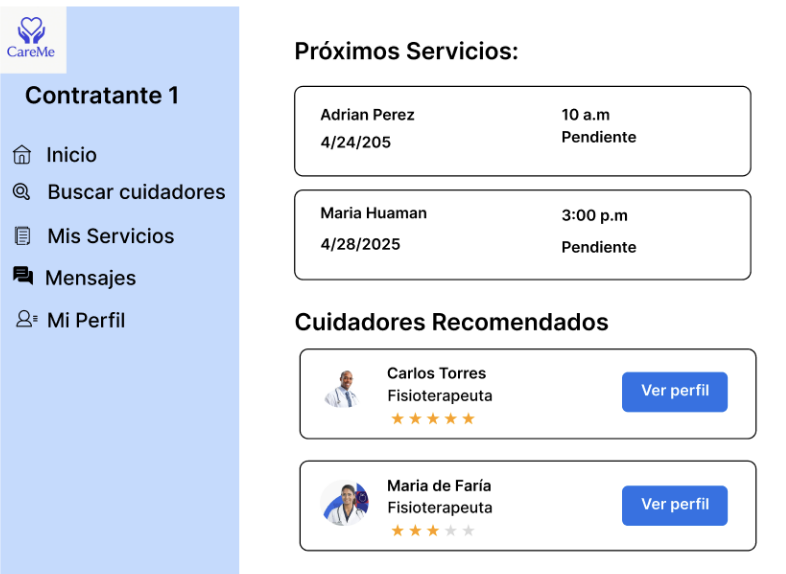 CareMe
Contratante 1
Inicio
Buscar cuidadores
Mis Servicios
Mensajes
Mi Perfil
Próximos Servicios:
Adrian Perez
10 a.m
4/24/205
Pendiente
Maria Huaman
3:00 p.m
4/28/2025
Pendiente
Cuidadores Recomendados
Carlos Torres
Fisioterapeuta
Ver perfil
Maria de Faría
Fisioterapeuta
Ver perfil